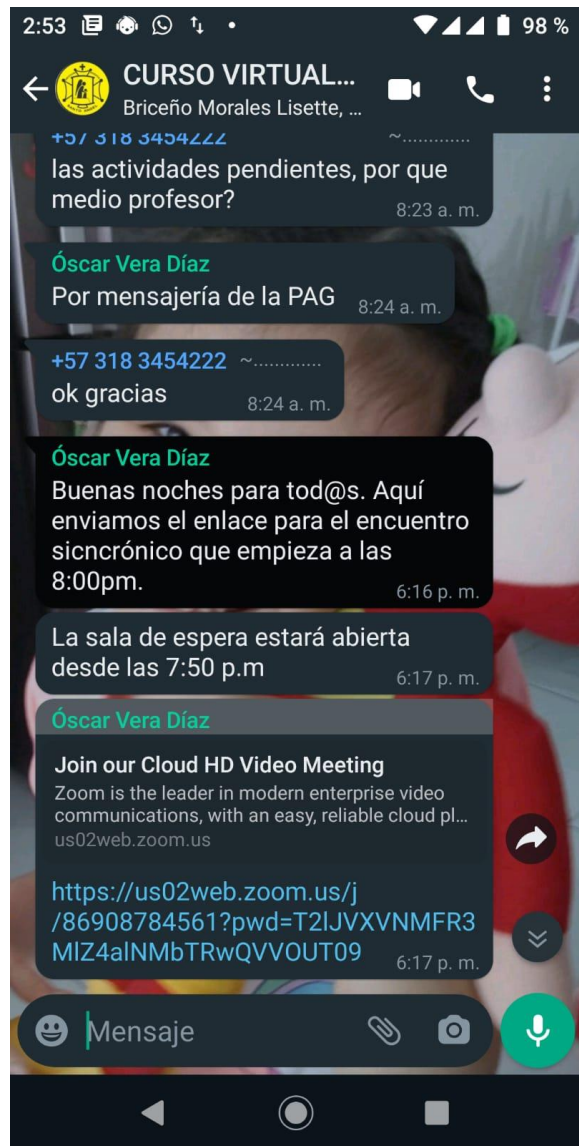 2:53
98 %
CURSO VIRTUAL...
Briceño Morales Lisette, ...
+57 318 3454222 ~.............
las actividades pendientes, por que
medio profesor?
8:23 a. m.
Óscar Vera Díaz
Por mensajería de la PAG
8:24 a. m.
+57 318 3454222 ~.............
ok gracias
8:24 a. m.
Óscar Vera Díaz
Buenas noches para tod@s. Aquí
enviamos el enlace para el encuentro
sicncrónico que empieza a las
8:00pm.
6:16 p. m.
La sala de espera estará abierta
desde las 7:50 p.m
6:17 p. m.
Óscar Vera Díaz
Join our Cloud HD Video Meeting
Zoom is the leader in modern enterprise video
communications, with an easy, reliable cloud pl...
us02web.zoom.us
https://us02web.zoom.us/j
/86908784561?pwd=T2lJVXVNMFR3
MlZ4alNMbTRwQVVOUT09
6:17 p. m.
Mensaje